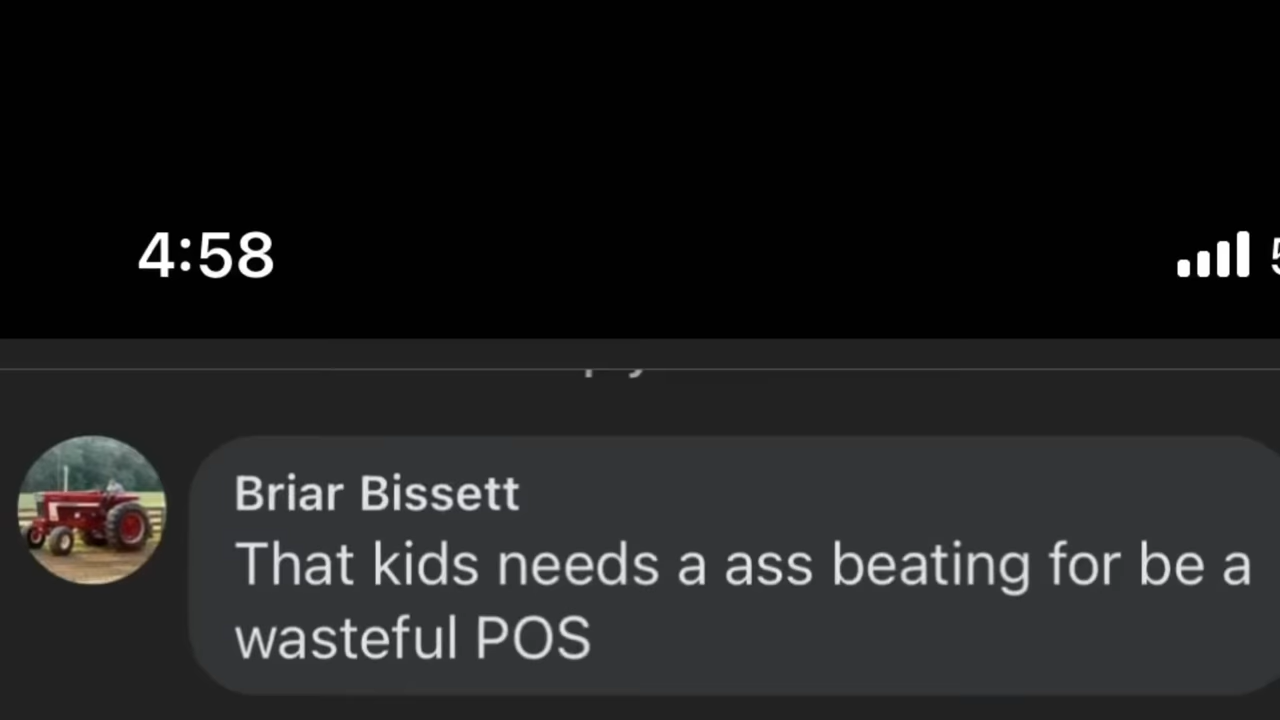 4:58
Briar Bissett
That kids needs a ass beating for be a
wasteful POS